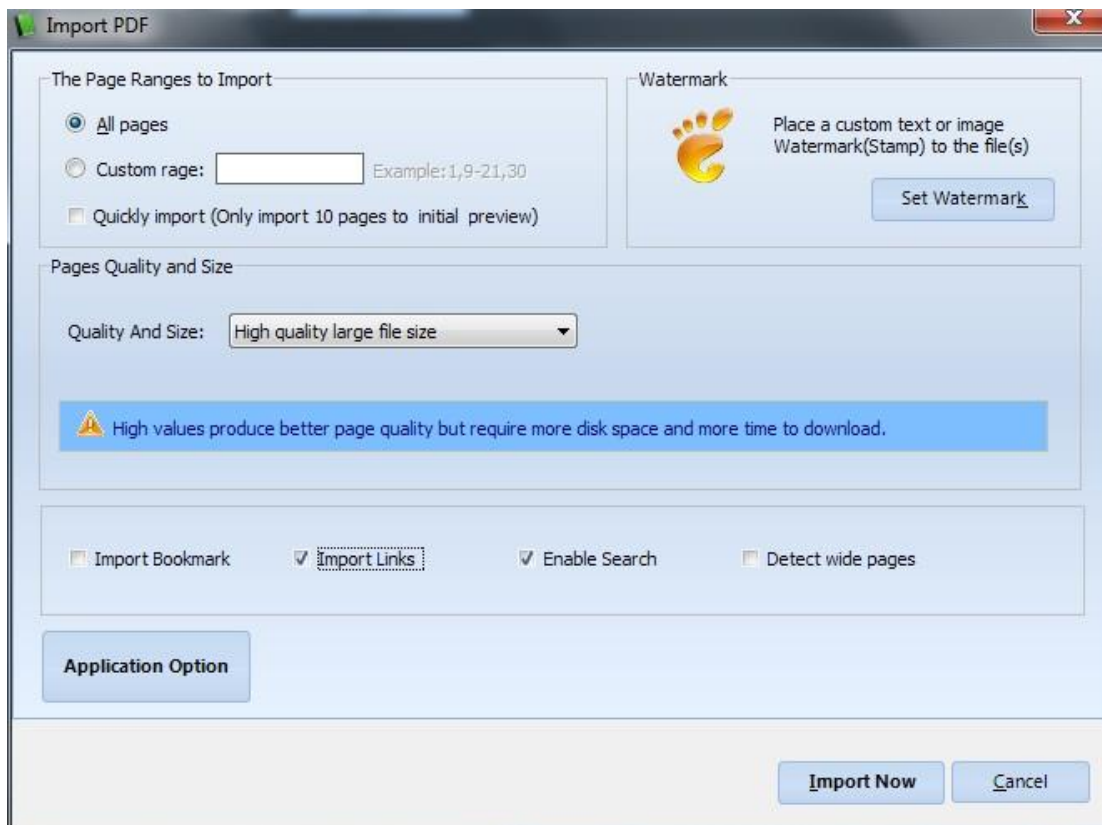 Import PDF
The Page Ranges to Import
All pages
Custom rage:
Example:1,9-21,30
Quickly import (Only import 10 pages to initial preview)
Watermark
Place a custom text or image
Watermark(Stamp) to the file(s)
Set Watermark
Pages Quality and Size
Quality And Size:
High quality large file size
High values produce better page quality but require more disk space and more time to download.
Import Bookmark
Import Links
Enable Search
Detect wide pages
Application Option
Import Now
Cancel